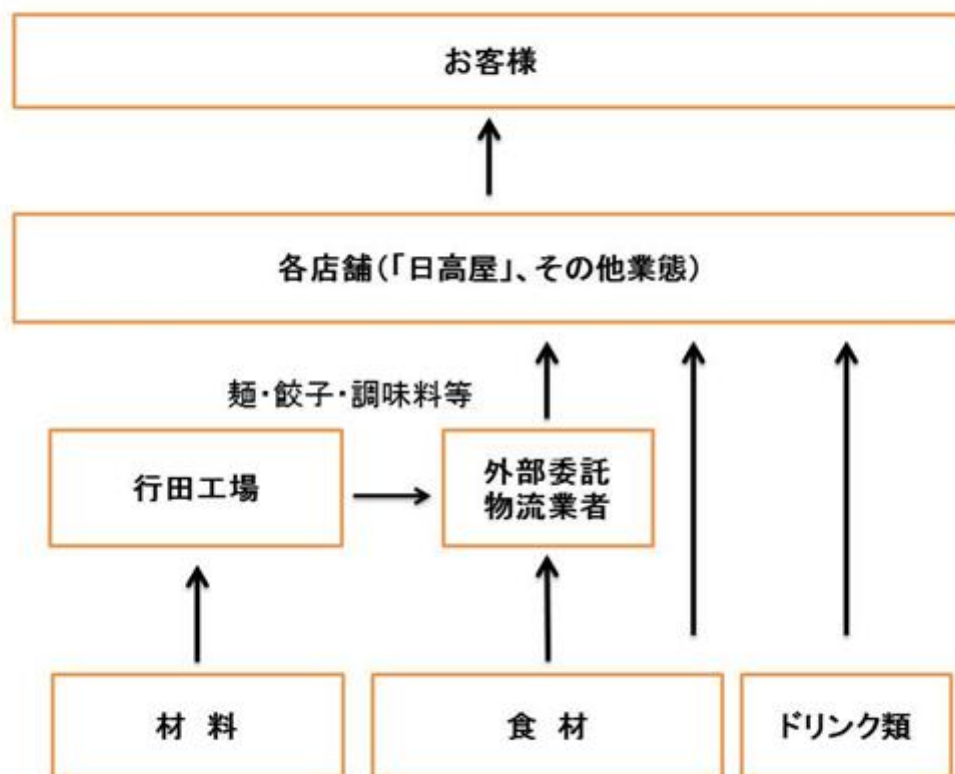 お客様
各店舗(「日高屋」、その他業態)
麺・餃子・調味料等
行田工場
外部委託
物流業者
材 料
食 材
ドリンク類